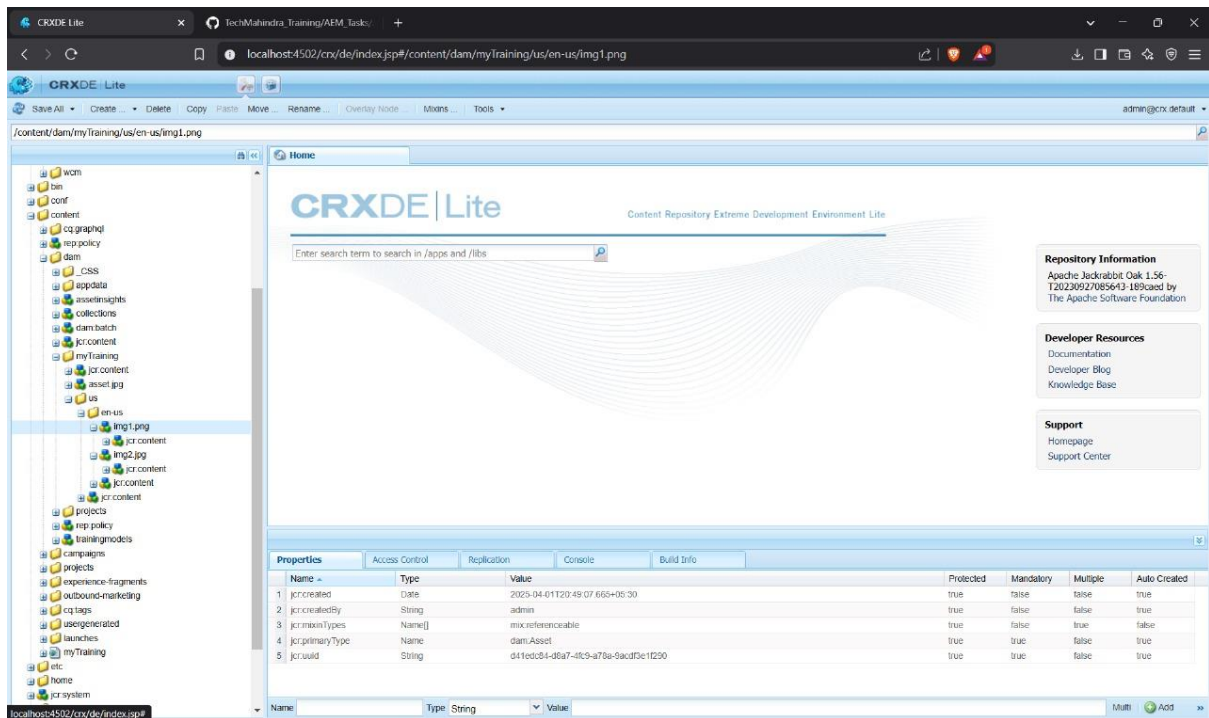 CRXDE Lite
TechMahindra_Training/AEM_Tasks/
localhost:4502/crx/de/index.jsp#/content/dam/myTraining/us/en-us/img1.png
CRXDE Lite
Save All Create ... Delete Copy Paste Move ... Rename ... Overlay Node ... Mixins ... Tools
admin@crx.default
/content/dam/myTraining/us/en-us/img1.png
wcm
bin
conf
content
cq:graphql
rep:policy
dam
_CSS
appdata
assetinsights
collections
dam:batch
jcr:content
myTraining
jcr:content
asset.jpg
us
en-us
img1.png
jcr:content
img2.jpg
jcr:content
jcr:content
jcr:content
projects
rep:policy
trainingmodels
campaigns
projects
experience-fragments
outbound-marketing
cq:tags
usergenerated
launches
myTraining
etc
home
jcr:system
localhost:4502/crx/de/index.jsp#
Home
CRXDE Lite
Content Repository Extreme Development Environment Lite
Enter search term to search in /apps and /libs
Repository Information
Apache Jackrabbit Oak 1.56-
T20230927085643-189caed by
The Apache Software Foundation
Developer Resources
Documentation
Developer Blog
Knowledge Base
Support
Homepage
Support Center
Properties Access Control Replication Console Build Info
Name Type Value Protected Mandatory Multiple Auto Created
1 jcr:created Date 2025-04-01T20:49:07.665+05:30 true false false true
2 jcr:createdBy String admin true false false true
3 jcr:mixinTypes Name[] mix:referenceable true false true false
4 jcr:primaryType Name dam:Asset true true false true
5 jcr:uuid String d41edc84-d8a7-4fc9-a78a-9acdf3e1f290 true true false true
Name Type String Value Multi Add